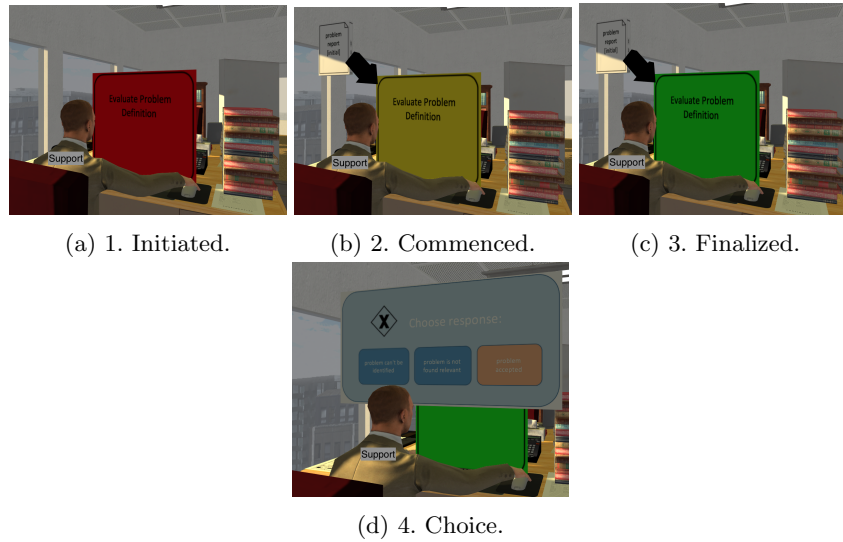 Evaluate Problem
Definition
Support
(a) 1. Initiated.
problem
report
[initial]
Evaluate Problem
Definition
Support
(b) 2. Commenced.
problem
report
[initial]
Evaluate Problem
Definition
Support
(c) 3. Finalized.
X
Choose response:
problem can't be
identified
problem is not
found relevant
problem
accepted
Support
(d) 4. Choice.